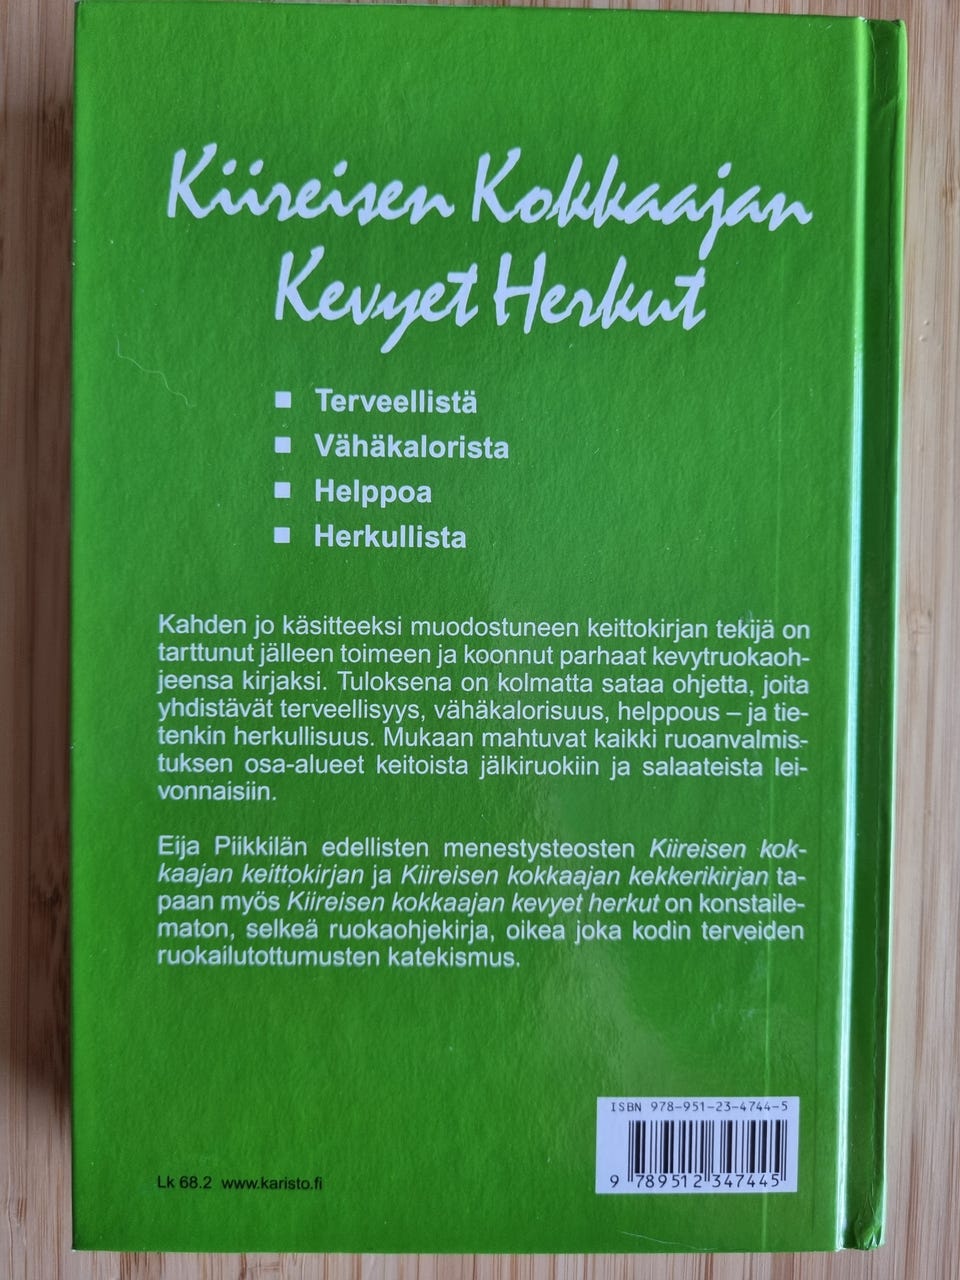 Kiireisen Kokkaajan
Kevyet Herkut
▪ Terveellistä
▪ Vähäkalorista
▪ Helppoa
▪ Herkullista
Kahden jo käsitteeksi muodostuneen keittokirjan tekijä on
tarttunut jälleen toimeen ja koonnut parhaat kevytruokaoh-
jeensa kirjaksi. Tuloksena on kolmatta sataa ohjetta, joita
yhdistävät terveellisyys, vähäkalorisuus, helppous – ja tie-
tenkin herkullisuus. Mukaan mahtuvat kaikki ruoanvalmis-
tuksen osa-alueet keitoista jälkiruokiin ja salaateista lei-
vonnaisiin.
Eija Piikkilän edellisten menestysteosten Kiireisen kok-
kaajan keittokirjan ja Kiireisen kokkaajan kekkerikirjan ta-
paan myös Kiireisen kokkaajan kevyet herkut on konstaile-
maton, selkeä ruokaohjekirja, oikea joka kodin terveiden
ruokailutottumusten katekismus.
ISBN 978-951-23-4744-5
9 789512 347445
Lk 68.2 www.karisto.fi